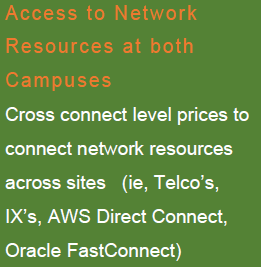 Access to Network
Resources at both
Campuses
Cross connect level prices to
connect network resources
across sites (ie, Telco's,
IX's, AWS Direct Connect,
Oracle FastConnect)